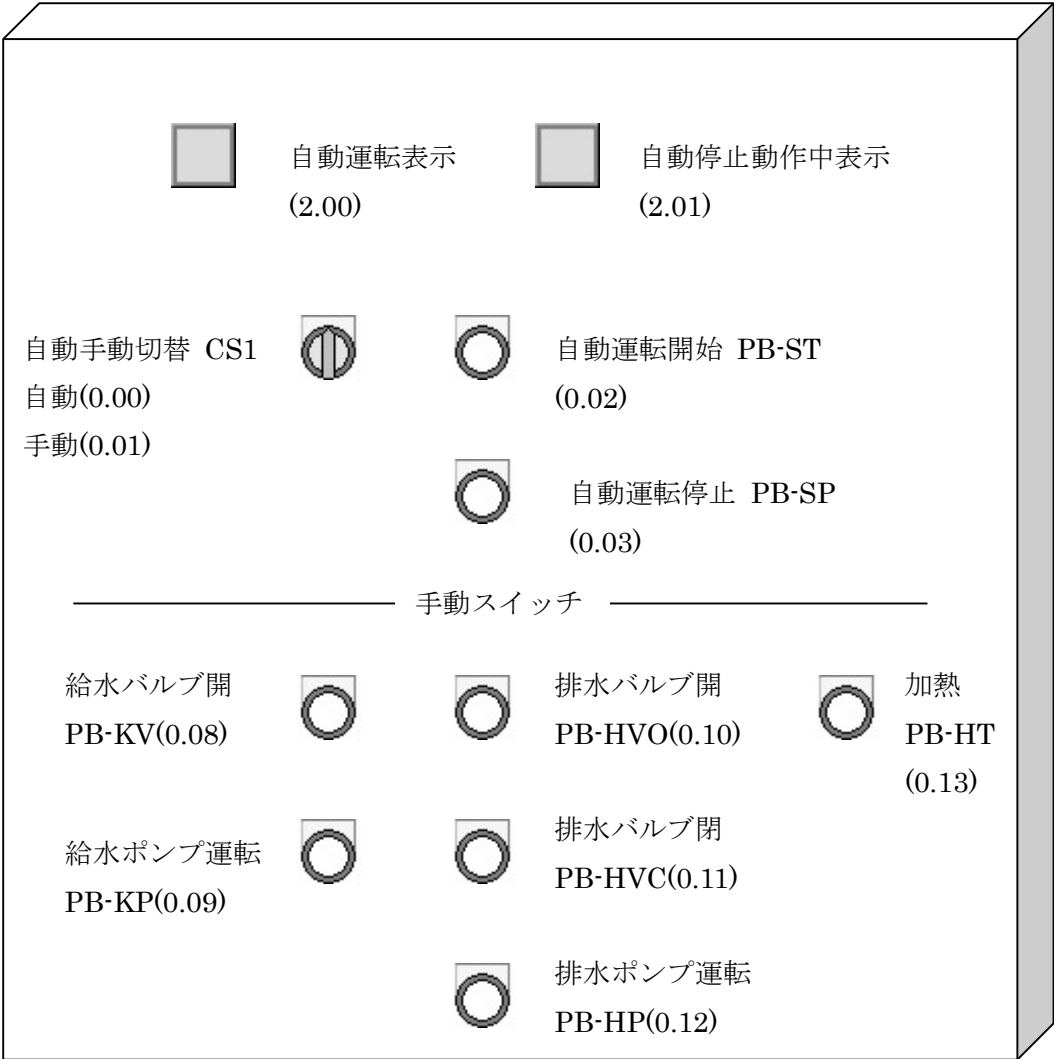 自動運転表示
(2.00)
自動停止動作中表示
(2.01)
自動手動切替 CS1
自動(0.00)
手動(0.01)
自動運転開始 PB-ST
(0.02)
自動運転停止 PB-SP
(0.03)
手動スイッチ
給水バルブ開
PB-KV(0.08)
排水バルブ開
PB-HVO(0.10)
加熱
PB-HT
(0.13)
給水ポンプ運転
PB-KP(0.09)
排水バルブ閉
PB-HVC(0.11)
排水ポンプ運転
PB-HP(0.12)